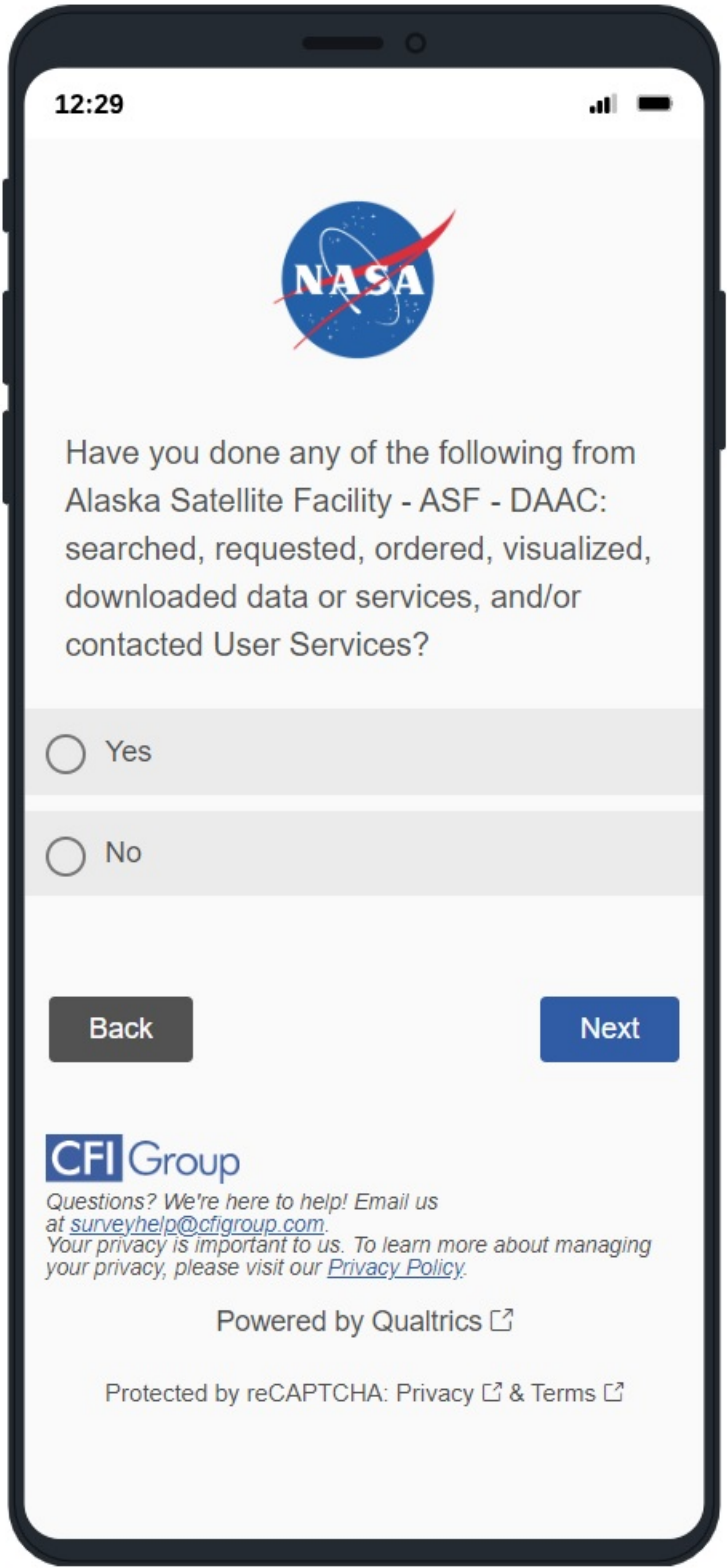 12:29
NASA
Have you done any of the following from
Alaska Satellite Facility - ASF - DAAC:
searched, requested, ordered, visualized,
downloaded data or services, and/or
contacted User Services?
Yes
No
Back
Next
CFI Group
Questions? We're here to help! Email us
at surveyhelp@cfigroup.com.
Your privacy is important to us. To learn more about managing
your privacy, please visit our Privacy Policy.
Powered by Qualtrics
Protected by reCAPTCHA: Privacy & Terms